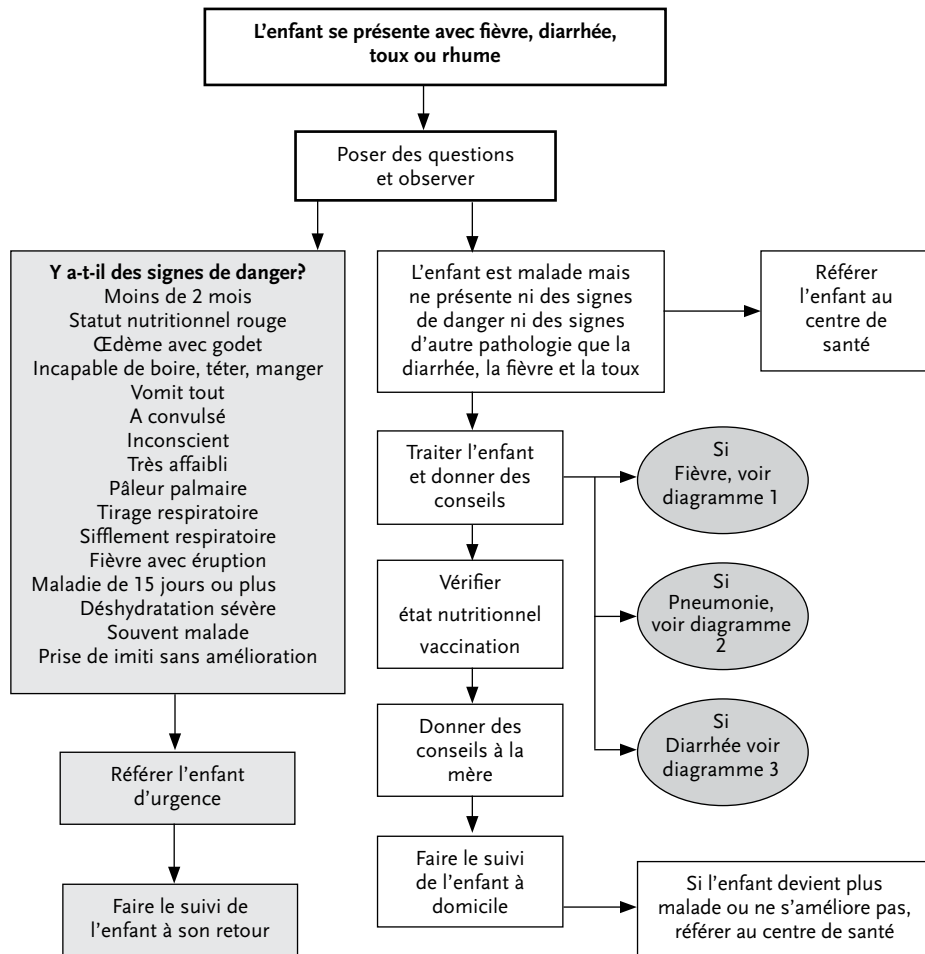 L'enfant se présente avec fièvre, diarrhée,
toux ou rhume
Poser des questions
et observer
Y a-t-il des signes de danger?
Moins de 2 mois
Statut nutritionnel rouge
Œdème avec godet
Incapable de boire, téter, manger
Vomit tout
A convulsé
Inconscient
Très affaibli
Pâleur palmaire
Tirage respiratoire
Sifflement respiratoire
Fièvre avec éruption
Maladie de 15 jours ou plus
Déshydratation sévère
Souvent malade
Prise de imiti sans amélioration
Référer l'enfant
d'urgence
Faire le suivi de
l'enfant à son retour
L'enfant est malade mais
ne présente ni des signes
de danger ni des signes
d'autre pathologie que la
diarrhée, la fièvre et la toux
Référer
l'enfant au
centre de
santé
Traiter l'enfant
et donner des
conseils
Si
Fièvre, voir
diagramme 1
Vérifier
état nutritionnel
vaccination
Si
Pneumonie,
voir diagramme
2
Donner des
conseils à la
mère
Si
Diarrhée voir
diagramme 3
Faire le suivi
de l'enfant à
domicile
Si l'enfant devient plus
malade ou ne s'améliore pas,
référer au centre de santé